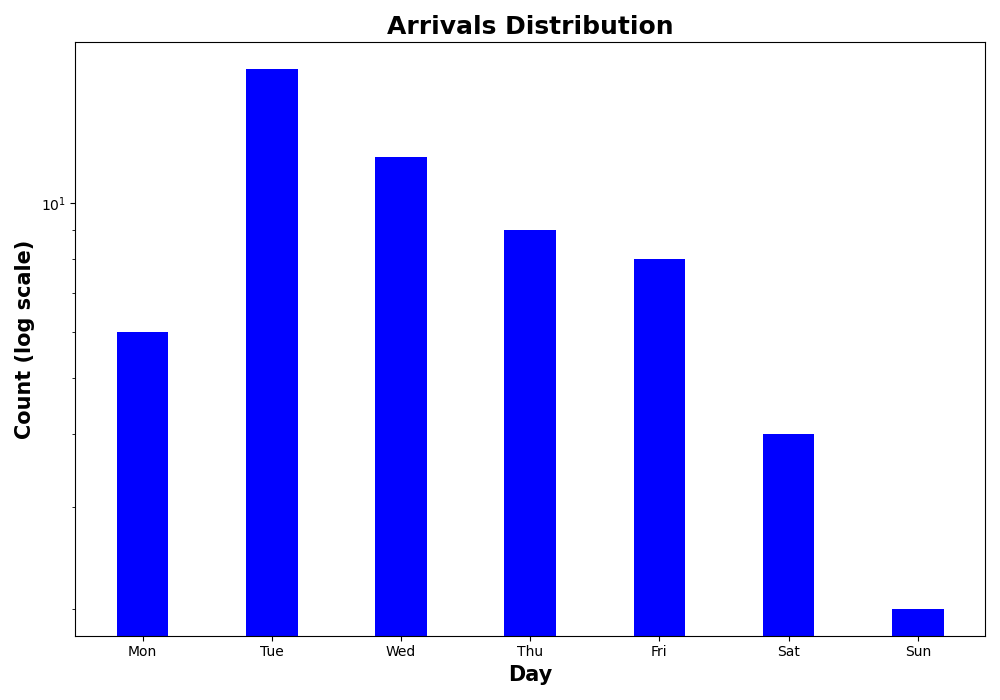 Arrivals Distribution
Count (log scale)
10¹
Mon Tue Wed Thu Fri Sat Sun
Day